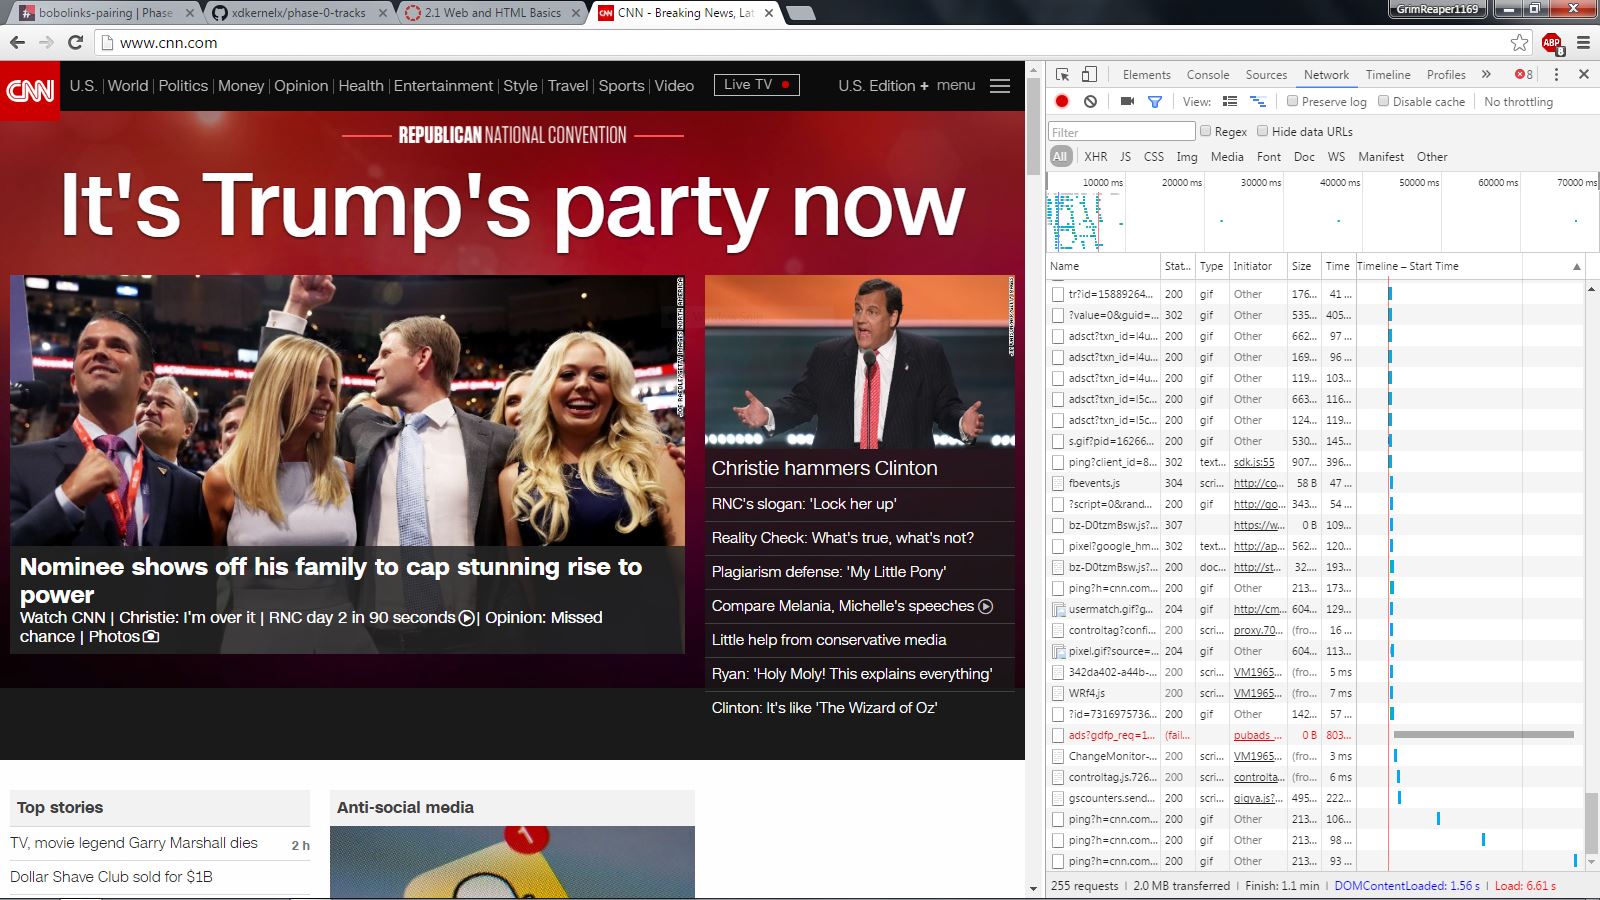 bobolinks-pairing | Phase
xdkernelx/phase-0-tracks
2.1 Web and HTML Basics
CNN - Breaking News, Lat
GrimReaper1169
www.cnn.com
ABP
8
CNN
U.S. | World | Politics | Money | Opinion | Health | Entertainment | Style | Travel | Sports | Video
Live TV
U.S. Edition + menu
REPUBLICAN NATIONAL CONVENTION
It's Trump's party now
JOE RAEDLE/GETTY IMAGES NORTH AMERICA
Nominee shows off his family to cap stunning rise to
power
Watch CNN | Christie: I'm over it | RNC day 2 in 90 seconds | Opinion: Missed
chance | Photos
Christie hammers Clinton
RNC's slogan: 'Lock her up'
Reality Check: What's true, what's not?
Plagiarism defense: 'My Little Pony'
Compare Melania, Michelle's speeches
Little help from conservative media
Ryan: 'Holy Moly! This explains everything'
Clinton: It's like 'The Wizard of Oz'
Top stories
TV, movie legend Garry Marshall dies 2 h
Dollar Shave Club sold for $1B
Anti-social media
1
Elements Console Sources Network Timeline Profiles » 8
View: Preserve log Disable cache No throttling
Filter Regex Hide data URLs
All XHR JS CSS Img Media Font Doc WS Manifest Other
10000 ms 20000 ms 30000 ms 40000 ms 50000 ms 60000 ms 70000 ms
Name Stat... Type Initiator Size Time Timeline – Start Time
tr?id=15889264... 200 gif Other 176... 41 ...
?value=0&guid=... 302 gif Other 535... 405...
adsct?txn_id=l4u... 200 gif Other 662... 97 ...
adsct?txn_id=l4u... 200 gif Other 169... 96 ...
adsct?txn_id=l4u... 200 gif Other 119... 103...
adsct?txn_id=l5c... 200 gif Other 663... 116...
adsct?txn_id=l5c... 200 gif Other 124... 119...
s.gif?pid=16266... 200 gif Other 530... 145...
ping?client_id=8... 302 text... sdk.js:55 907... 396...
fbevents.js 304 scri... http://co... 58 B 47 ...
?script=0&rand... 200 gif http://go... 343... 54 ...
bz-D0tzmBsw.js?... 307 https://w... 0 B 109...
pixel?google_hm... 302 text... http://ap... 562... 120...
bz-D0tzmBsw.js?... 200 doc... http://st... 32.... 193...
ping?h=cnn.com... 200 gif Other 213... 173...
usermatch.gif?g... 204 gif http://cm... 604... 129...
controltag?confi... 200 scri... proxy.70... (fro... 16 ...
pixel.gif?source=... 204 gif Other 604... 113...
342da402-a44b-... 200 scri... VM1965... (fro... 5 ms
WRf4.js 200 scri... VM1965... (fro... 7 ms
?id=7316975736... 200 gif Other 142... 57 ...
ads?gdfp_req=1... (fail... pubads_... 0 B 803...
ChangeMonitor-... 200 scri... VM1965... (fro... 3 ms
controltag.js.726... 200 scri... controlta... (fro... 6 ms
gscounters.send... 200 scri... gigya.js?... 495... 222...
ping?h=cnn.com... 200 gif Other 213... 106...
ping?h=cnn.com... 200 gif Other 213... 98 ...
ping?h=cnn.com... 200 gif Other 213... 93 ...
255 requests | 2.0 MB transferred | Finish: 1.1 min | DOMContentLoaded: 1.56 s | Load: 6.61 s